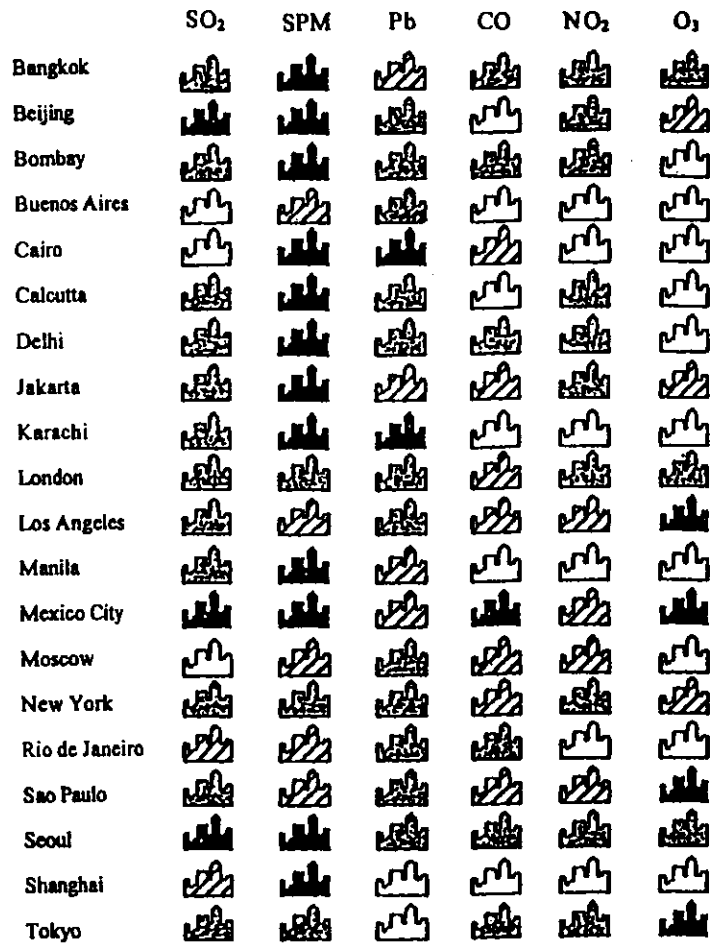 SO₂ SPM Pb CO NO₂ O₃
Bangkok
Beijing
Bombay
Buenos Aires
Cairo
Calcutta
Delhi
Jakarta
Karachi
London
Los Angeles
Manila
Mexico City
Moscow
New York
Rio de Janeiro
Sao Paulo
Seoul
Shanghai
Tokyo